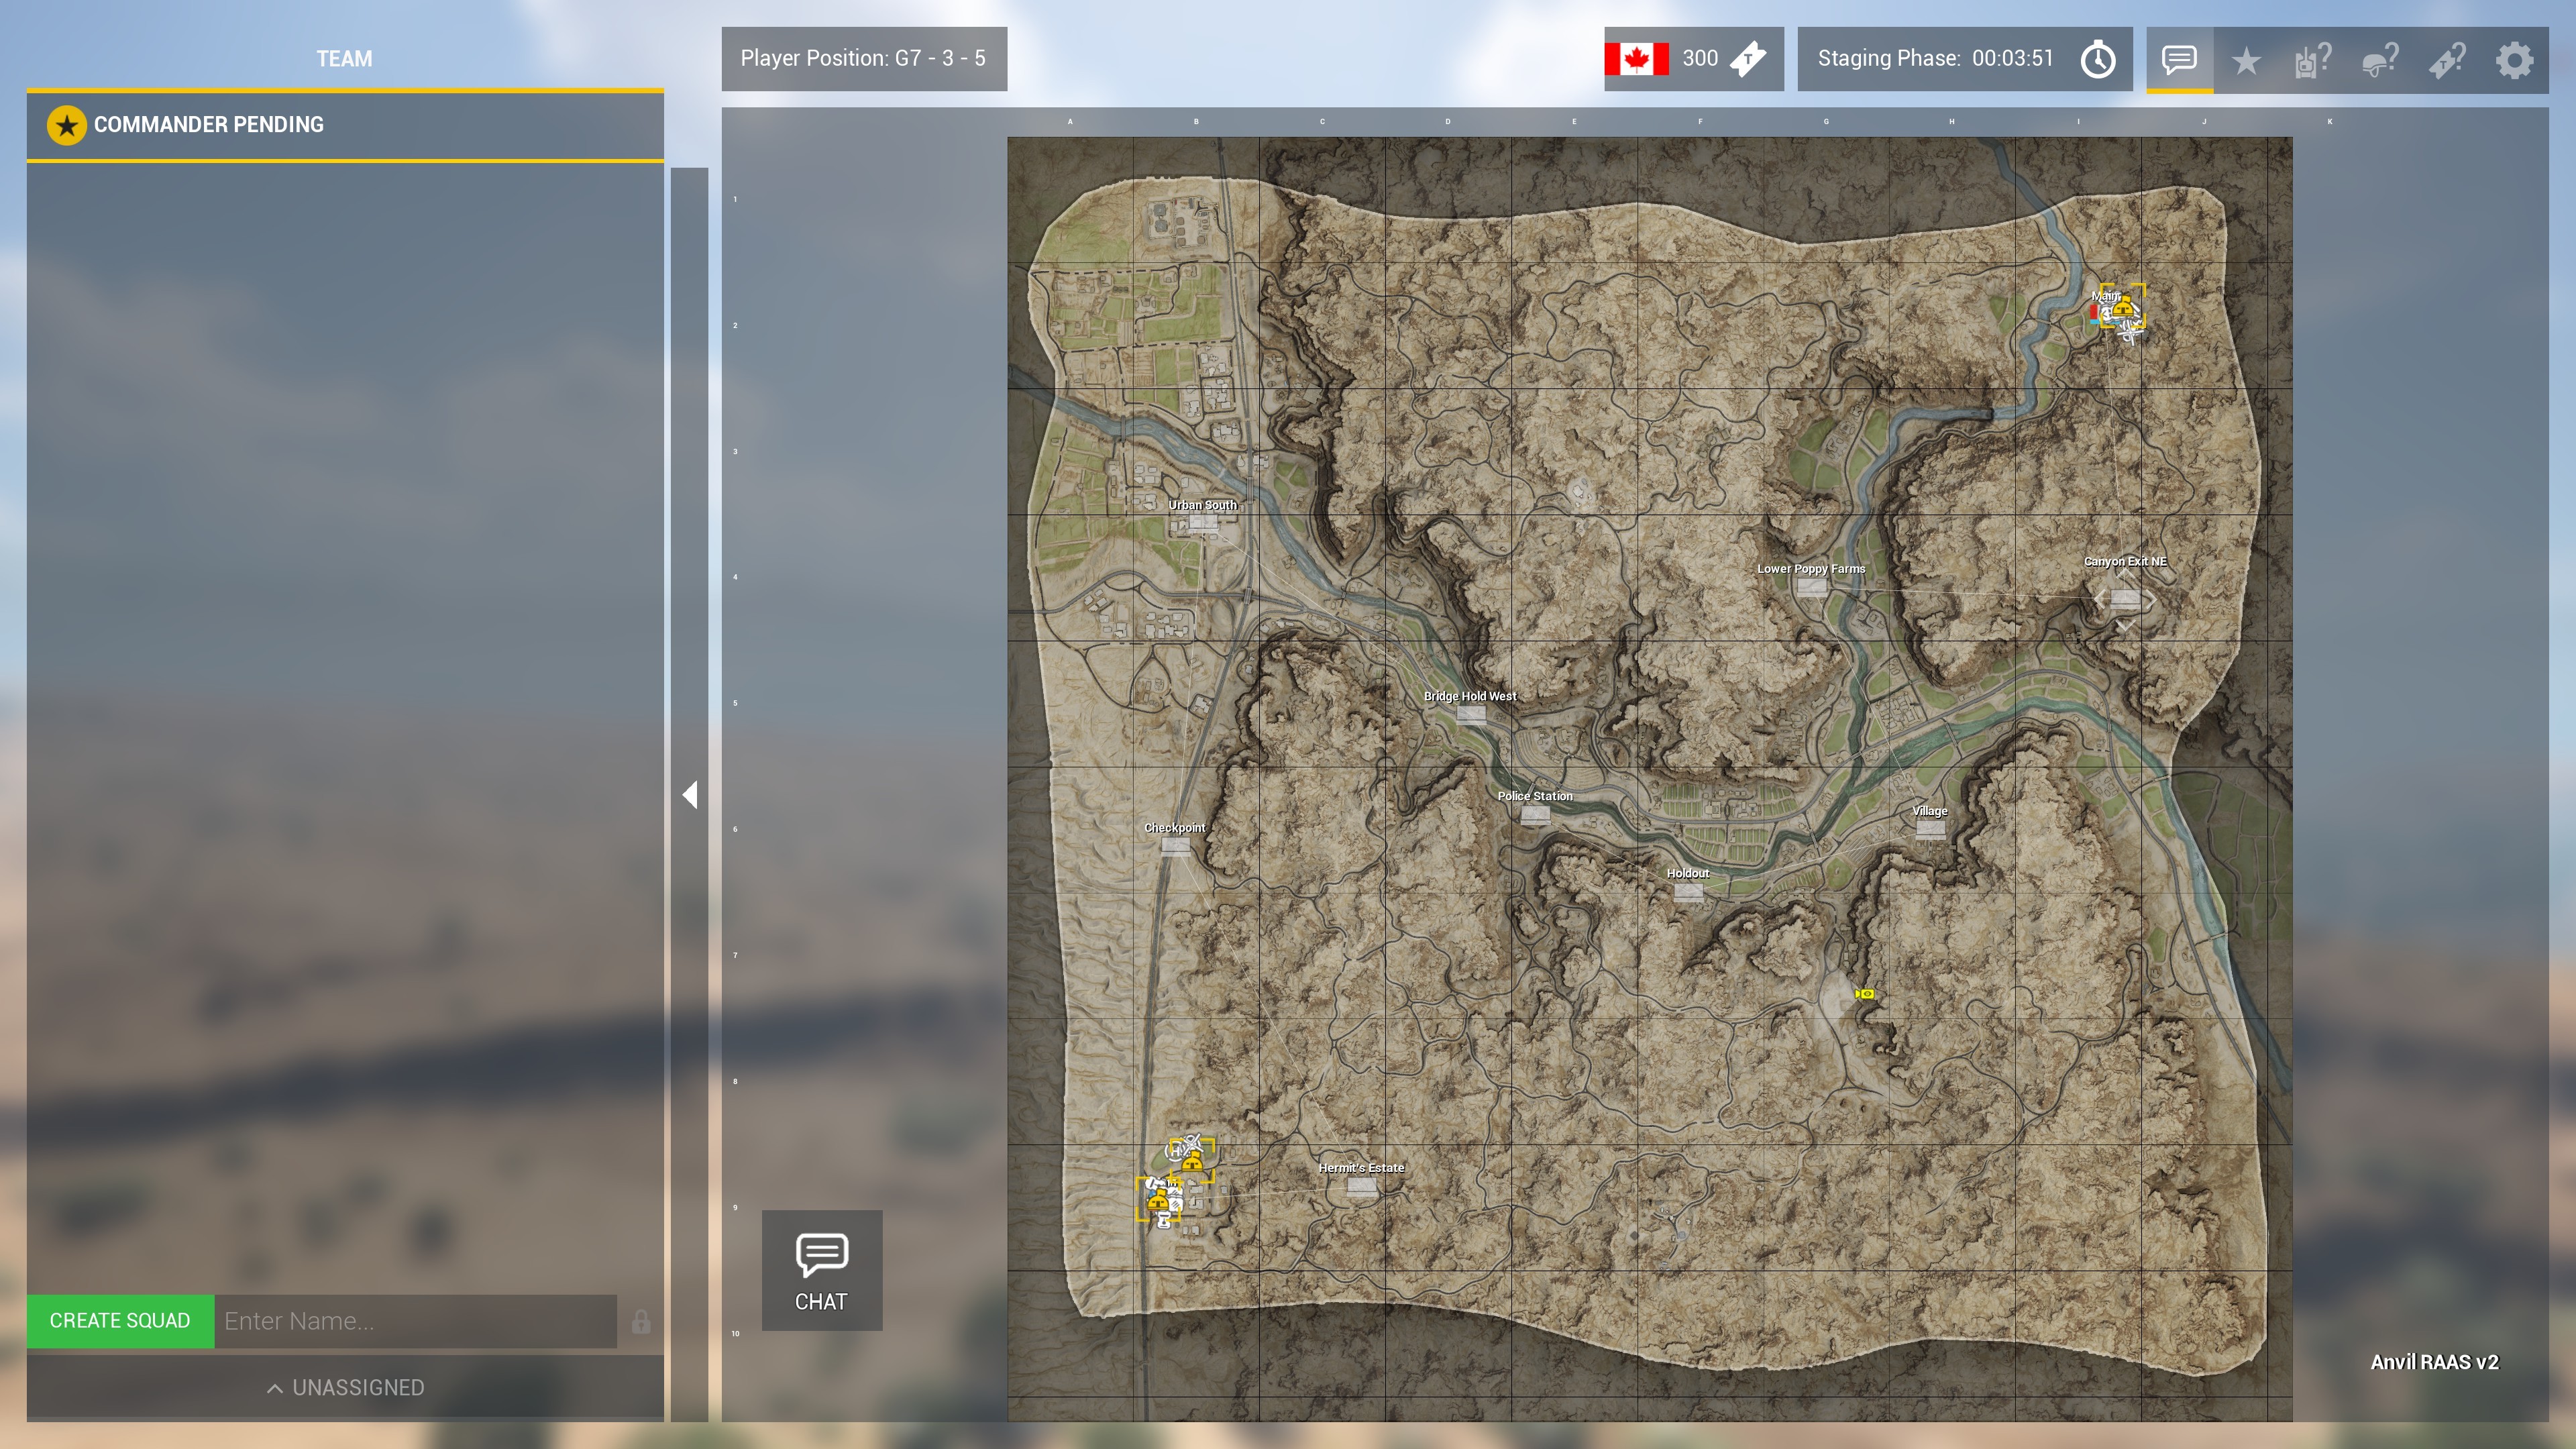 TEAM
Player Position: G7 - 3 - 5
300
T
Staging Phase: 00:03:51
COMMANDER PENDING
A B C D E F G H I J K
1
2
Main
3
Urban South
4
Lower Poppy Farms
Canyon Exit NE
5
Bridge Hold West
6
Police Station
Village
Checkpoint
Holdout
7
8
9
Hermit's Estate
10
CHAT
CREATE SQUAD
Enter Name...
UNASSIGNED
Anvil RAAS v2